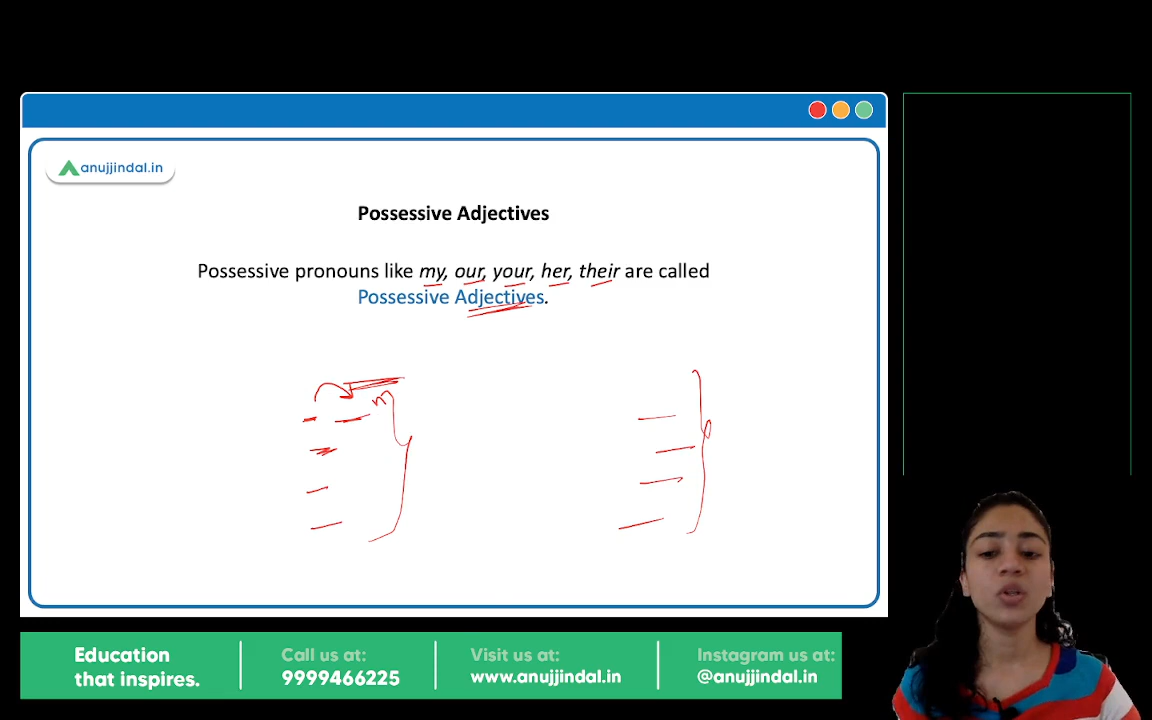 anujjindal.in
Possessive Adjectives
Possessive pronouns like my, our, your, her, their are called
Possessive Adjectives.
Education
that inspires.
Call us at:
9999466225
Visit us at:
www.anujjindal.in
Instagram us at:
@anujjindal.in